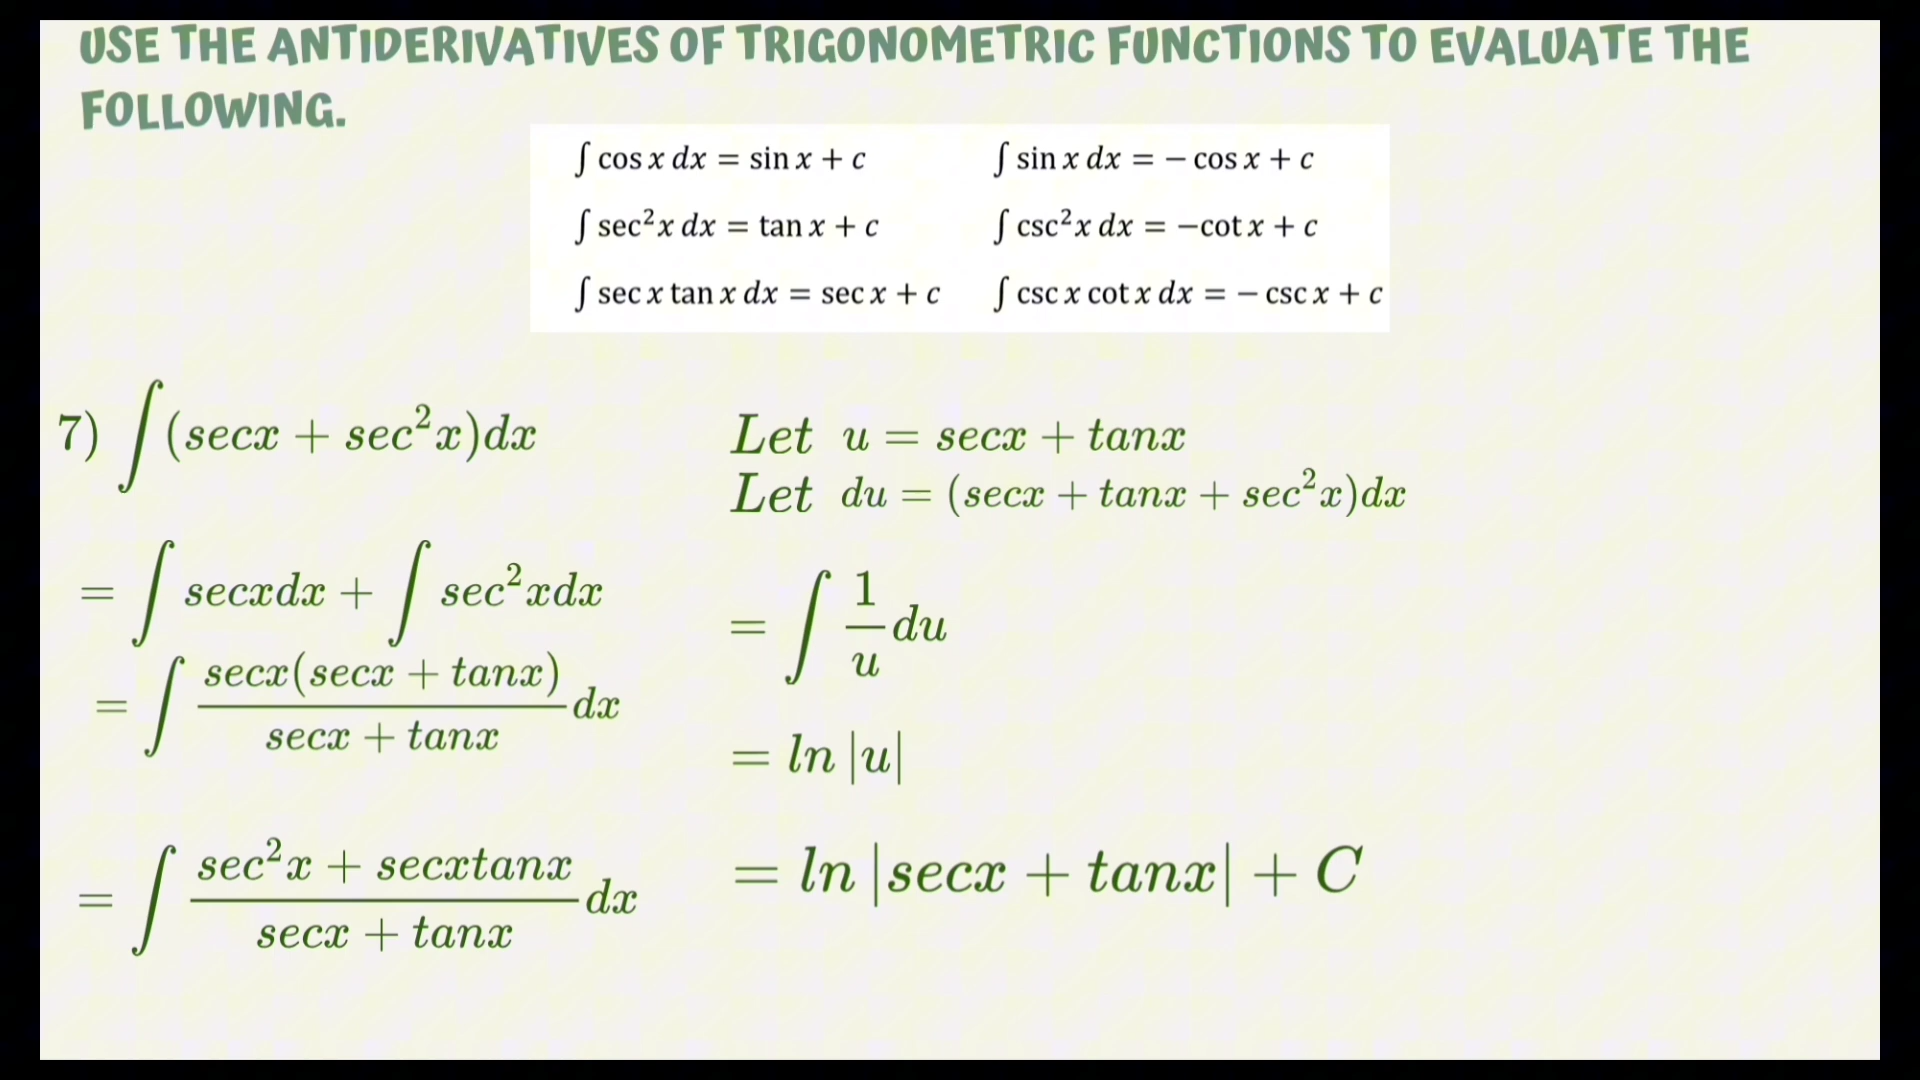 USE THE ANTIDERIVATIVES OF TRIGONOMETRIC FUNCTIONS TO EVALUATE THE
FOLLOWING.
∫ cos x dx = sin x + c
∫ sin x dx = − cos x + c
∫ sec²x dx = tan x + c
∫ csc²x dx = −cot x + c
∫ sec x tan x dx = sec x + c
∫ csc x cot x dx = − csc x + c
7) ∫(secx + sec²x)dx
= ∫ secxdx + ∫ sec²xdx
= ∫ secx(secx + tanx) / secx + tanx dx
= ∫ sec²x + secxtanx / secx + tanx dx
Let u = secx + tanx
Let du = (secx + tanx + sec²x)dx
= ∫ 1/u du
= ln |u|
= ln |secx + tanx| + C